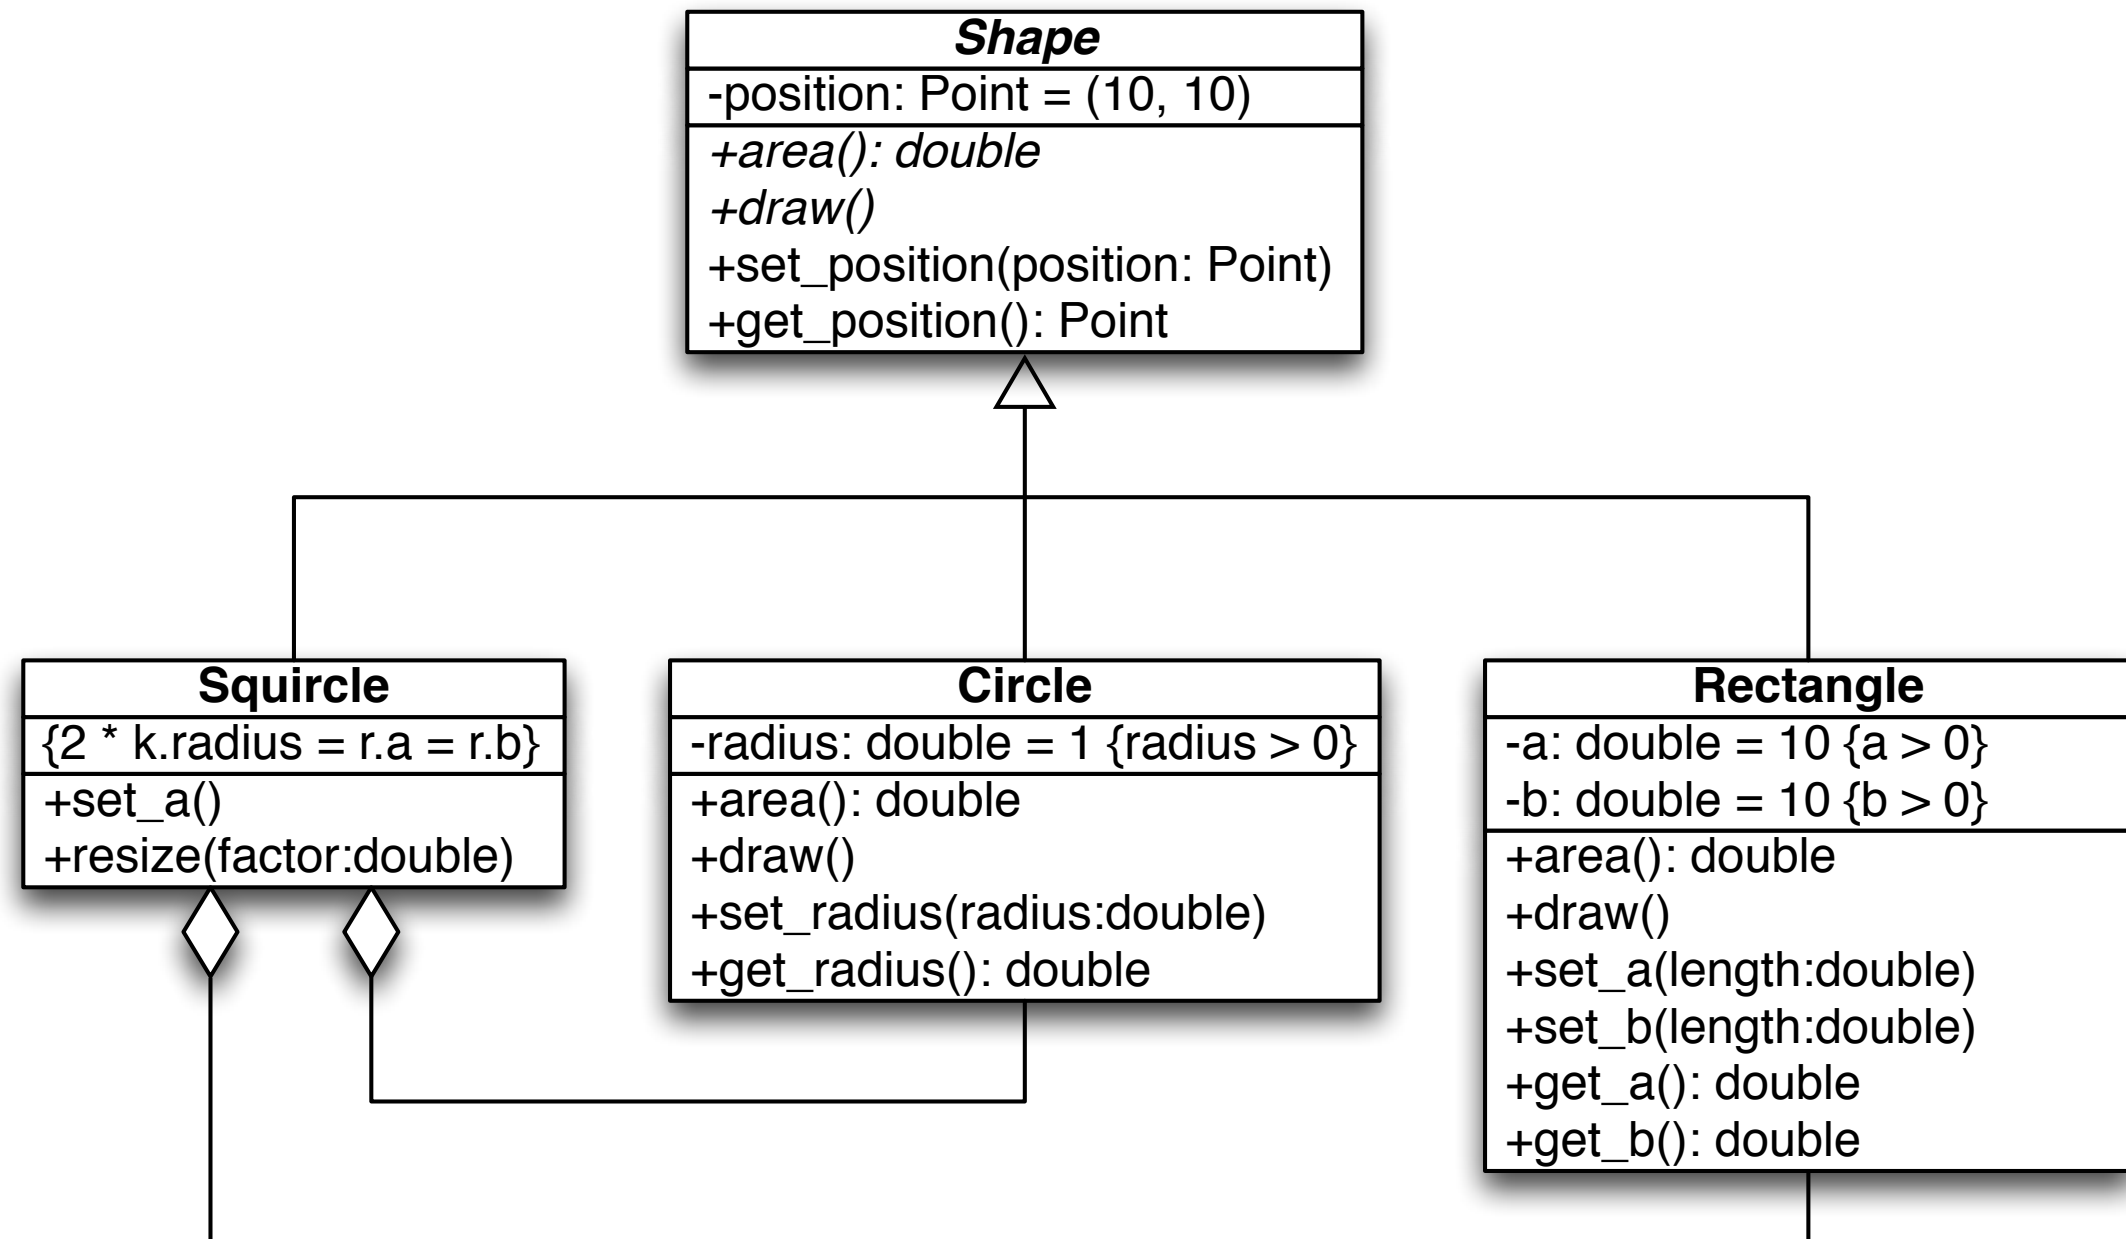 Shape
-position: Point = (10, 10)
+area(): double
+draw()
+set_position(position: Point)
+get_position(): Point
Squircle
{2 * k.radius = r.a = r.b}
+set_a()
+resize(factor:double)
Circle
-radius: double = 1 {radius > 0}
+area(): double
+draw()
+set_radius(radius:double)
+get_radius(): double
Rectangle
-a: double = 10 {a > 0}
-b: double = 10 {b > 0}
+area(): double
+draw()
+set_a(length:double)
+set_b(length:double)
+get_a(): double
+get_b(): double